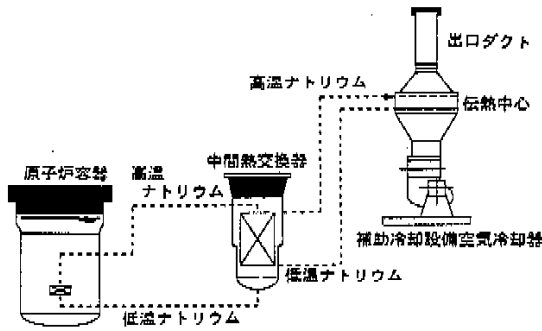 出口ダクト
高温ナトリウム
伝熱中心
中間熱交換器
原子炉容器
高温
ナトリウム
補助冷却設備空気冷却器
低温ナトリウム
低温ナトリウム